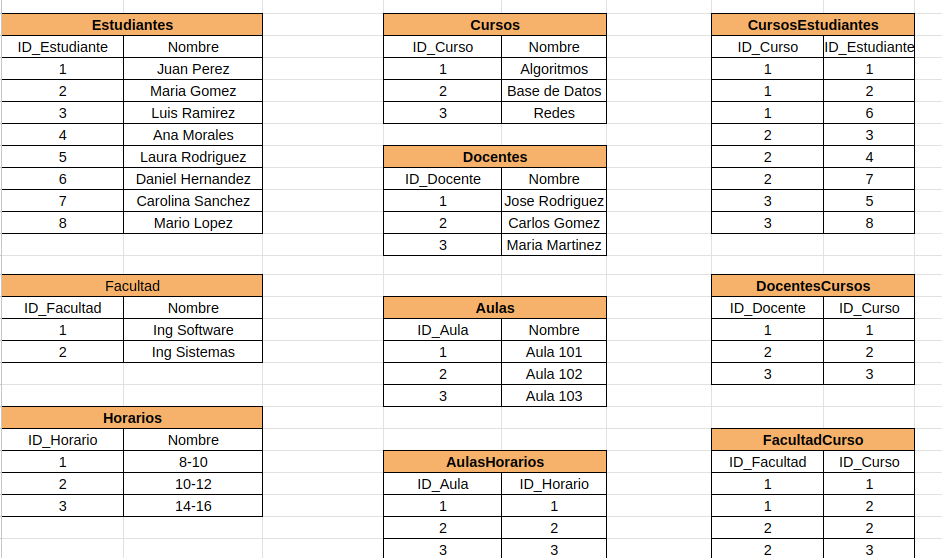 Estudiantes
ID_Estudiante Nombre
1 Juan Perez
2 Maria Gomez
3 Luis Ramirez
4 Ana Morales
5 Laura Rodriguez
6 Daniel Hernandez
7 Carolina Sanchez
8 Mario Lopez
Facultad
ID_Facultad Nombre
1 Ing Software
2 Ing Sistemas
Horarios
ID_Horario Nombre
1 8-10
2 10-12
3 14-16
Cursos
ID_Curso Nombre
1 Algoritmos
2 Base de Datos
3 Redes
Docentes
ID_Docente Nombre
1 Jose Rodriguez
2 Carlos Gomez
3 Maria Martinez
Aulas
ID_Aula Nombre
1 Aula 101
2 Aula 102
3 Aula 103
AulasHorarios
ID_Aula ID_Horario
1 1
2 2
3 3
CursosEstudiantes
ID_Curso ID_Estudiante
1 1
1 2
1 6
2 3
2 4
2 7
3 5
3 8
DocentesCursos
ID_Docente ID_Curso
1 1
2 2
3 3
FacultadCurso
ID_Facultad ID_Curso
1 1
1 2
2 2
2 3